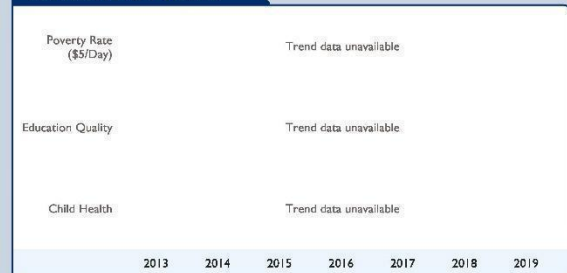 Poverty Rate
($5/Day)
Trend data unavailable
Education Quality
Trend data unavailable
Child Health
Trend data unavailable
2013 2014 2015 2016 2017 2018 2019